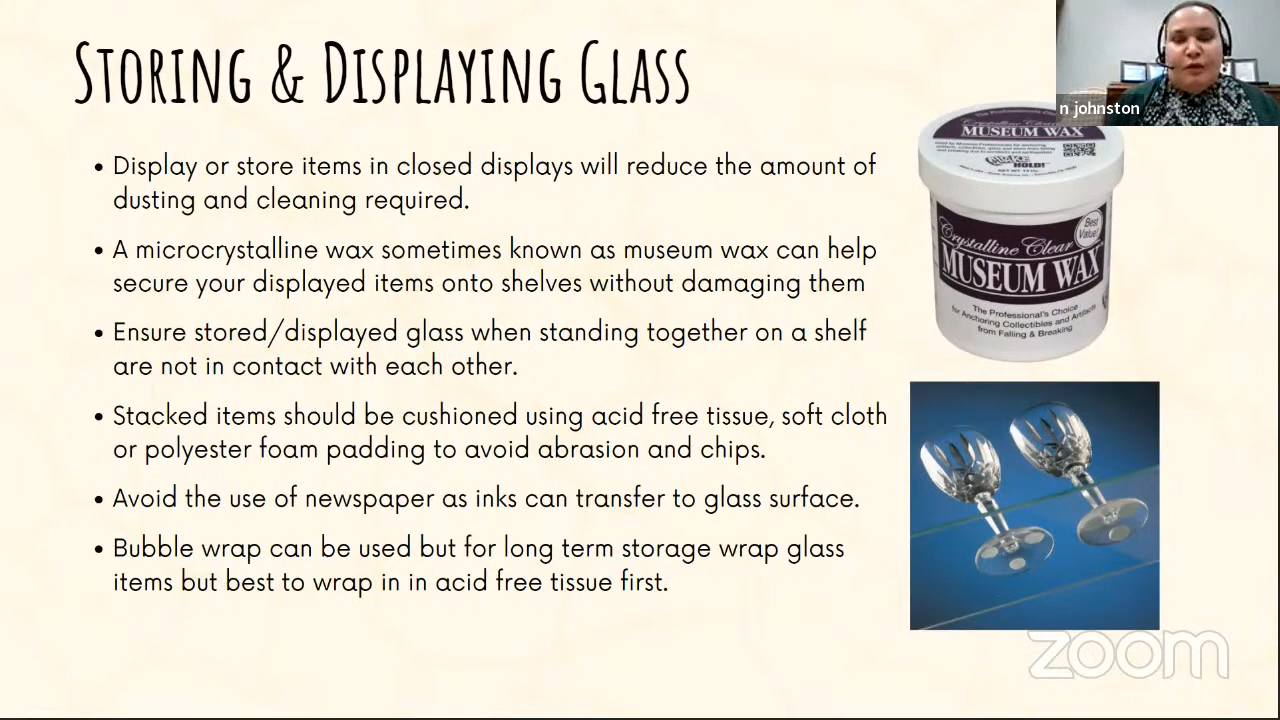 STORING & DISPLAYING GLASS
n johnston
• Display or store items in closed displays will reduce the amount of
dusting and cleaning required.
• A microcrystalline wax sometimes known as museum wax can help
secure your displayed items onto shelves without damaging them
• Ensure stored/displayed glass when standing together on a shelf
are not in contact with each other.
• Stacked items should be cushioned using acid free tissue, soft cloth
or polyester foam padding to avoid abrasion and chips.
• Avoid the use of newspaper as inks can transfer to glass surface.
• Bubble wrap can be used but for long term storage wrap glass
items but best to wrap in in acid free tissue first.
MUSEUM WAX
QUAKE
HOLD!
Best
Value!
Crystalline Clear
MUSEUM WAX
The Professional's Choice
for Anchoring Collectibles and Artifacts
from Falling & Breaking
zoom